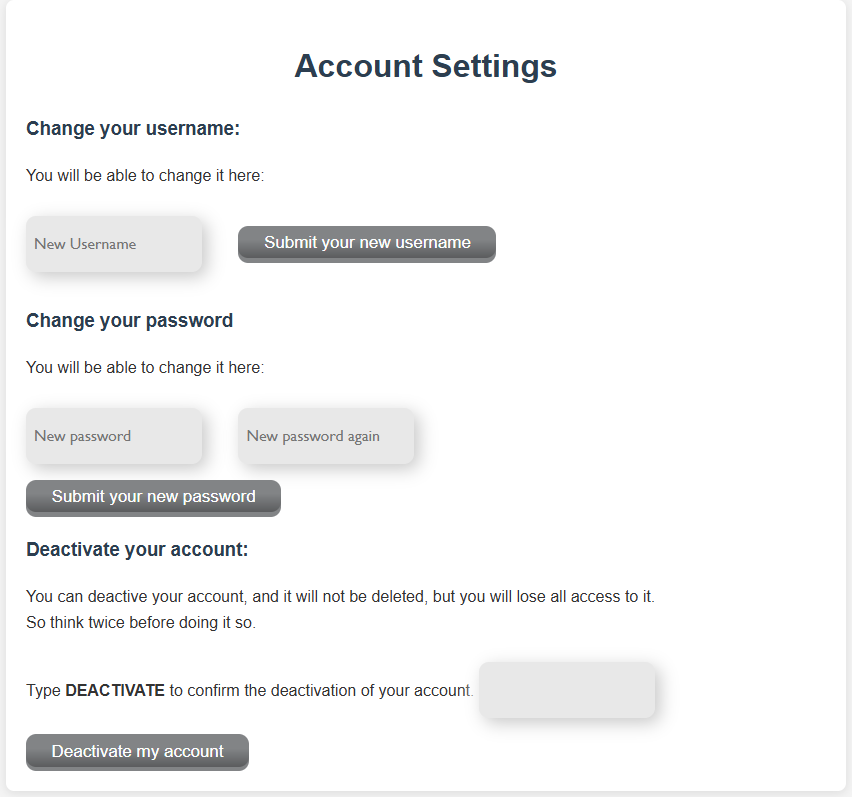 Account Settings
Change your username:
You will be able to change it here:
New Username
Submit your new username
Change your password
You will be able to change it here:
New password
New password again
Submit your new password
Deactivate your account:
You can deactive your account, and it will not be deleted, but you will lose all access to it.
So think twice before doing it so.
Type DEACTIVATE to confirm the deactivation of your account.
Deactivate my account